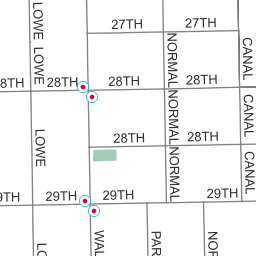 27TH 27TH
LOWE LOWE
NORMAL
CANAL
28TH 28TH 28TH 28TH
NORMAL
CANAL
LOWE
28TH 28TH
NORMAL
CANAL
9TH 29TH 29TH 29TH
LO
WAL
PAR
NOR